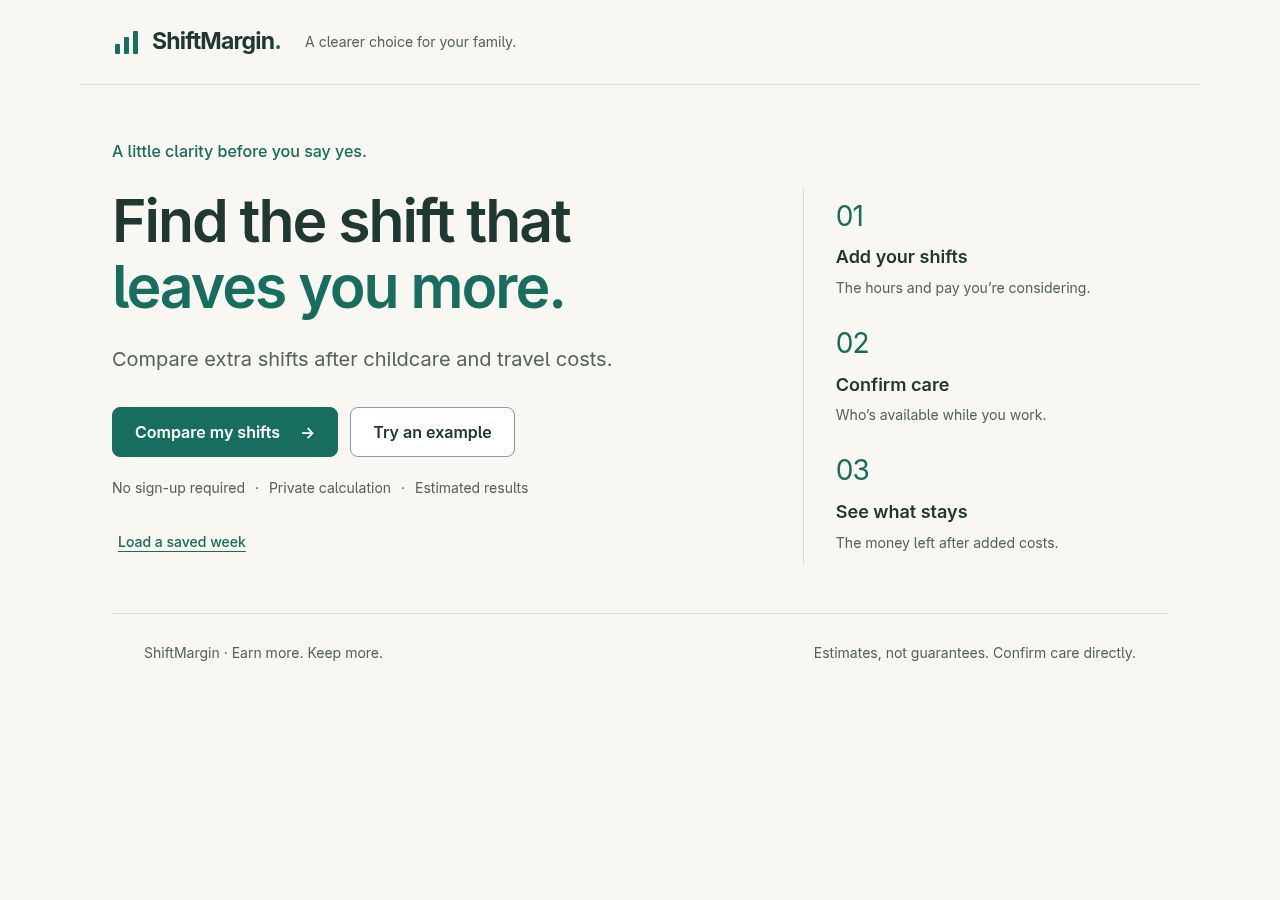 ShiftMargin.
A clearer choice for your family.
A little clarity before you say yes.
Find the shift that
leaves you more.
Compare extra shifts after childcare and travel costs.
Compare my shifts →
Try an example
No sign-up required · Private calculation · Estimated results
Load a saved week
01
Add your shifts
The hours and pay you’re considering.
02
Confirm care
Who’s available while you work.
03
See what stays
The money left after added costs.
ShiftMargin · Earn more. Keep more.
Estimates, not guarantees. Confirm care directly.